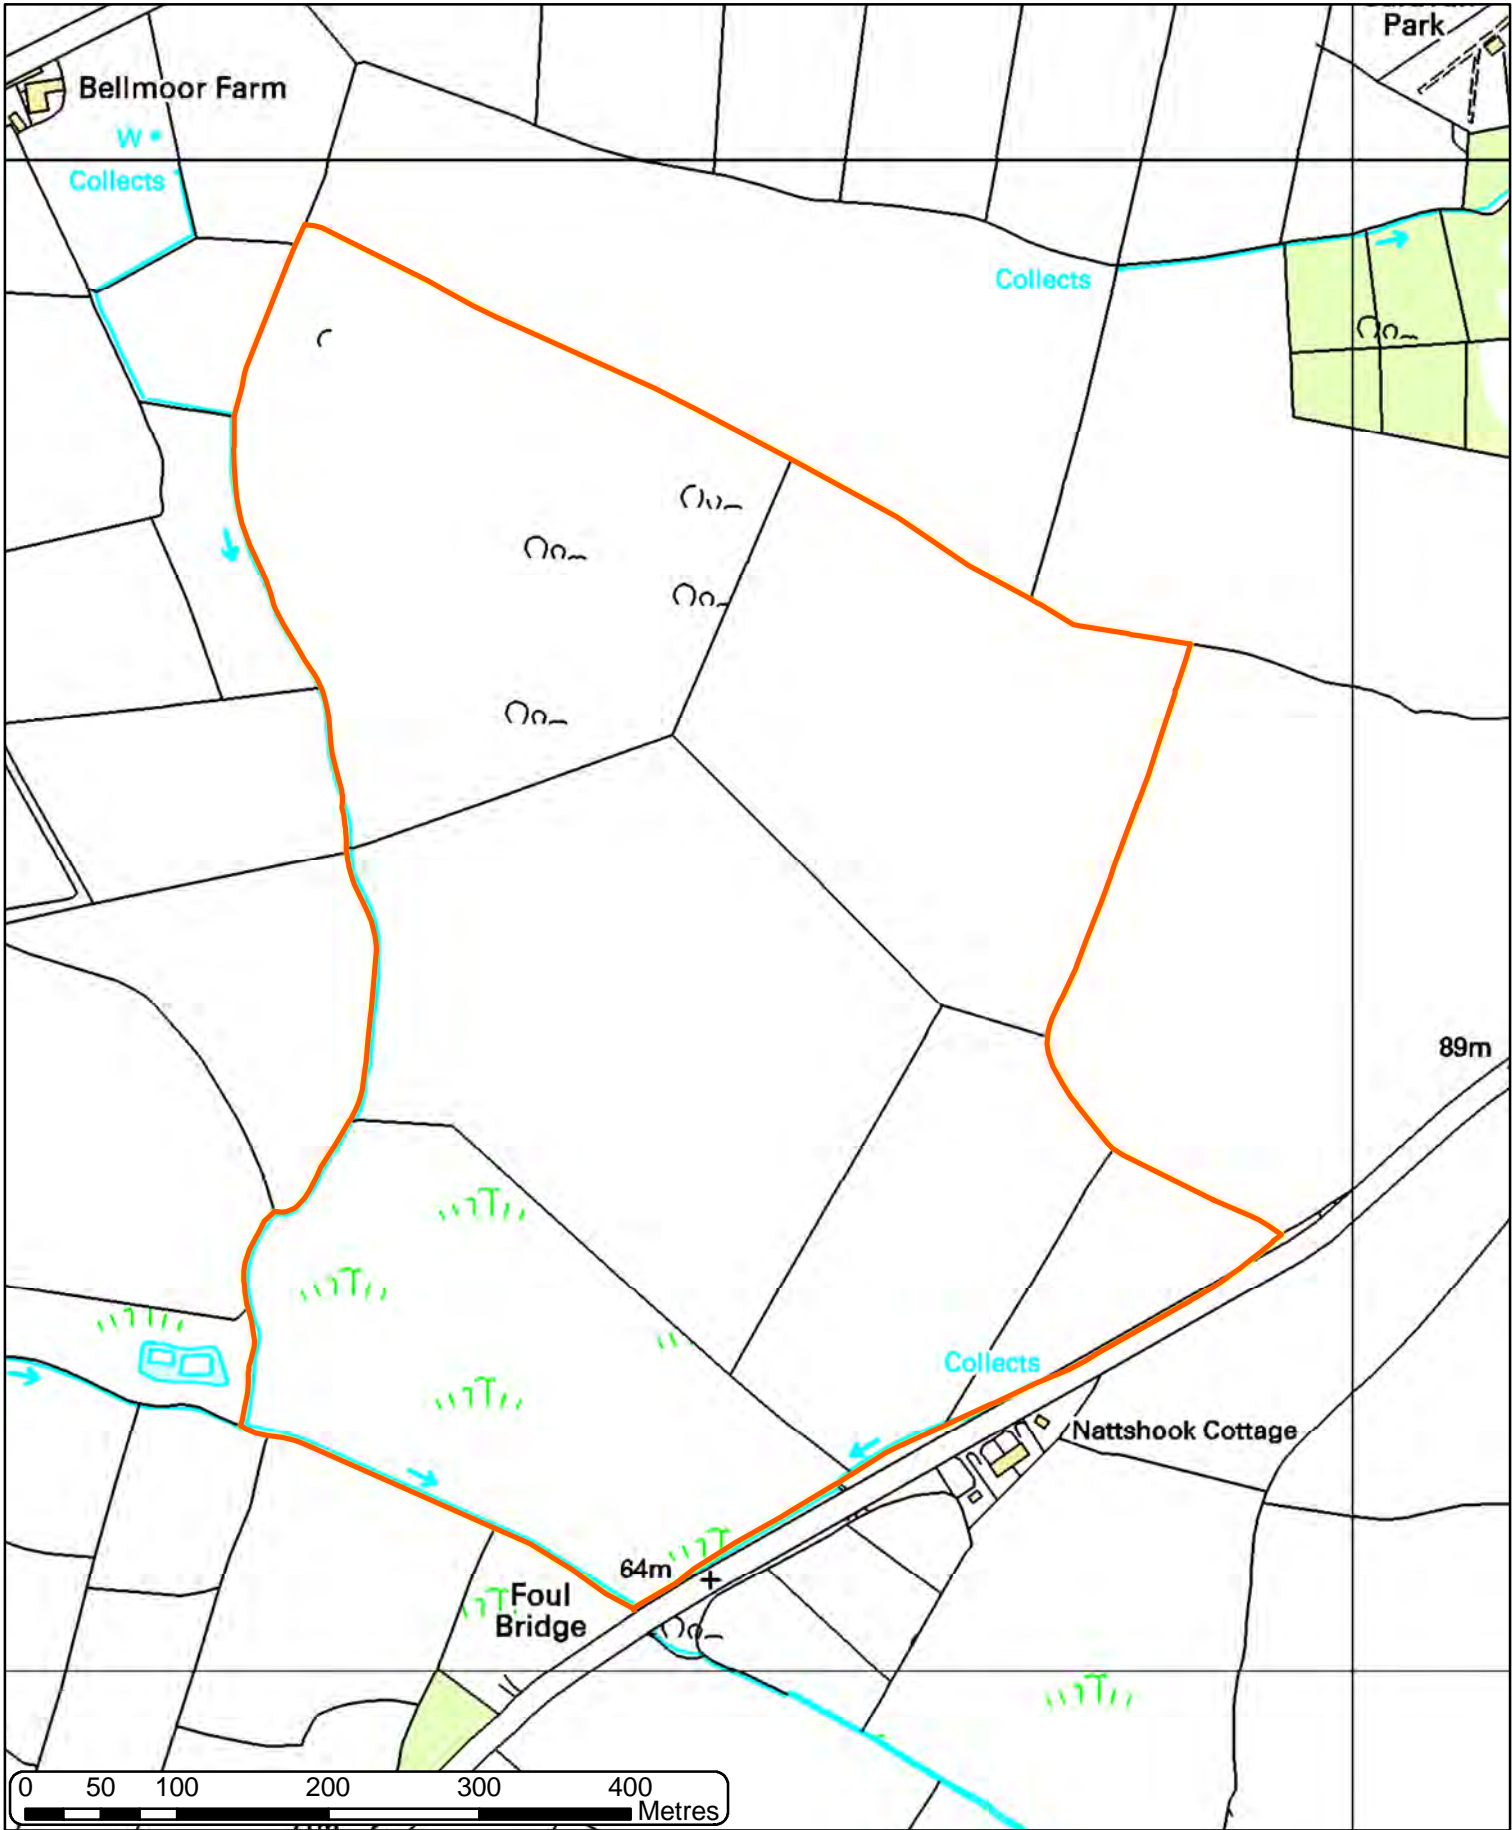 Park
Bellmoor Farm
W
Collects
Collects
89m
Collects
Nattshook Cottage
64m
Foul
Bridge
0 50 100 200 300 400
Metres